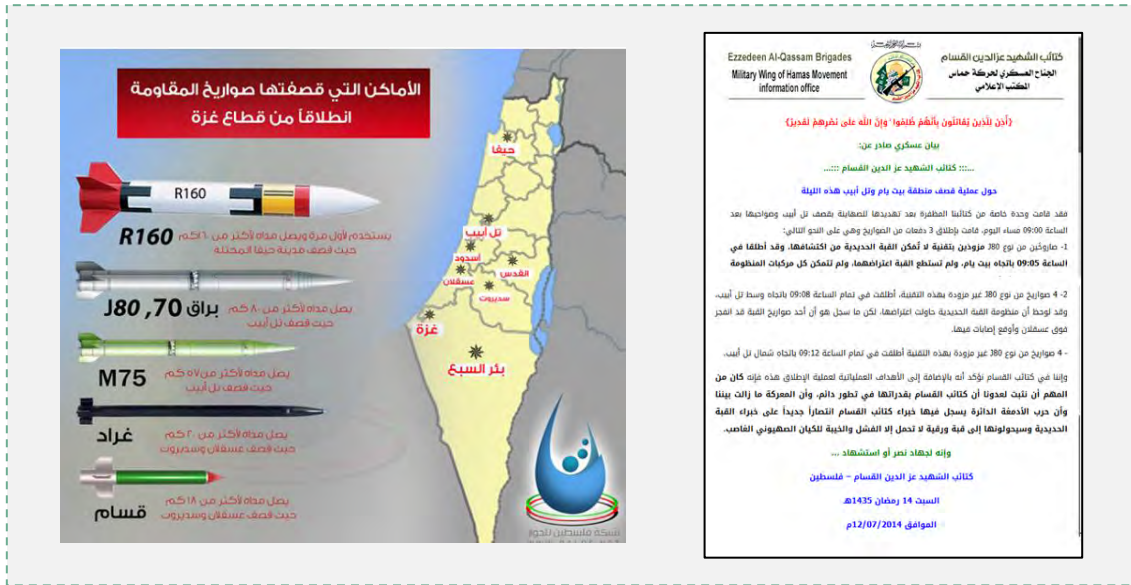 الأماكن التي قصفتها صواريخ المقاومة
انطلاقاً من قطاع غزة
R160
R160
يستخدم لأول مرة ويصل مداه لأكثر من ١٦٠كم
حيث قصف مدينة حيفا المحتلة
براق 70, J80
يصل مداه لأكثر من ٨٠ كم
حيث قصف تل أبيب
M75
يصل مداه لأكثر من ٧٥ كم
حيث قصف تل أبيب
غراد
يصل مداه لأكثر من ٢٠ كم
حيث قصف عسقلان وسديروت
قسام
يصل مداه لأكثر من ١٨ كم
حيث قصف عسقلان وسديروت
حيفا
تل أبيب
أسدود
القدس
عسقلان
سديروت
غزة
بئر السبع
شبكة فلسطين للحوار
Ezzedeen Al-Qassam Brigades
Military Wing of Hamas Movement
information office
كتائب الشهيد عزالدين القسام
الجناح العسكري لحركة حماس
المكتب الإعلامي
{أُذِنَ لِلَّذِينَ يُقَاتَلُونَ بِأَنَّهُمْ ظُلِمُوا ۚ وَإِنَّ اللَّهَ عَلَىٰ نَصْرِهِمْ لَقَدِيرٌ}
بيان عسكري صادر عن:
...::: كتائب الشهيد عز الدين القسام :::...
حول عملية قصف منطقة بيت يام وتل أبيب هذه الليلة
فقد قامت وحدة خاصة من كتائبنا المظفرة بعد تهديدها للصهاينة بقصف تل أبيب وضواحيها بعد
الساعة 09:00 مساء اليوم، قامت بإطلاق 3 دفعات من الصواريخ وهي على النحو التالي:
1- صاروخين من نوع J80 مزودين بتقنية لا تُمكن القبة الحديدية من اكتشافها، وقد أطلقا في
الساعة 09:05 باتجاه بيت يام، ولم تستطع القبة اعتراضهما، ولم تتمكن كل مركبات المنظومة
2- 4 صواريخ من نوع J80 غير مزودة بهذه التقنية، أطلقت في تمام الساعة 09:08 باتجاه وسط تل أبيب،
وقد لوحظ أن منظومة القبة الحديدية حاولت اعتراضها، لكن ما سجل هو أن أحد صواريخ القبة قد انفجر
فوق عسقلان وأوقع إصابات فيها.
- 4 صواريخ من نوع J80 غير مزودة بهذه التقنية أطلقت في تمام الساعة 09:12 باتجاه شمال تل أبيب.
وإننا في كتائب القسام نؤكد أنه بالإضافة إلى الأهداف العملياتية لعملية الإطلاق هذه فإنه كان من
المهم أن نثبت لعدونا أن كتائب القسام بقدراتها في تطور دائم، وأن المعركة ما زالت بيننا
وأن حرب الأدمغة الدائرة يسجل فيها خبراء كتائب القسام انتصاراً جديداً على خبراء القبة
الحديدية وسيحولونها إلى قبة ورقية لا تحمل إلا الفشل والخيبة للكيان الصهيوني الغاصب.
وإنه لجهاد نصر أو استشهاد ...
كتائب الشهيد عز الدين القسام – فلسطين
السبت 14 رمضان 1435هـ
الموافق 12/07/2014م